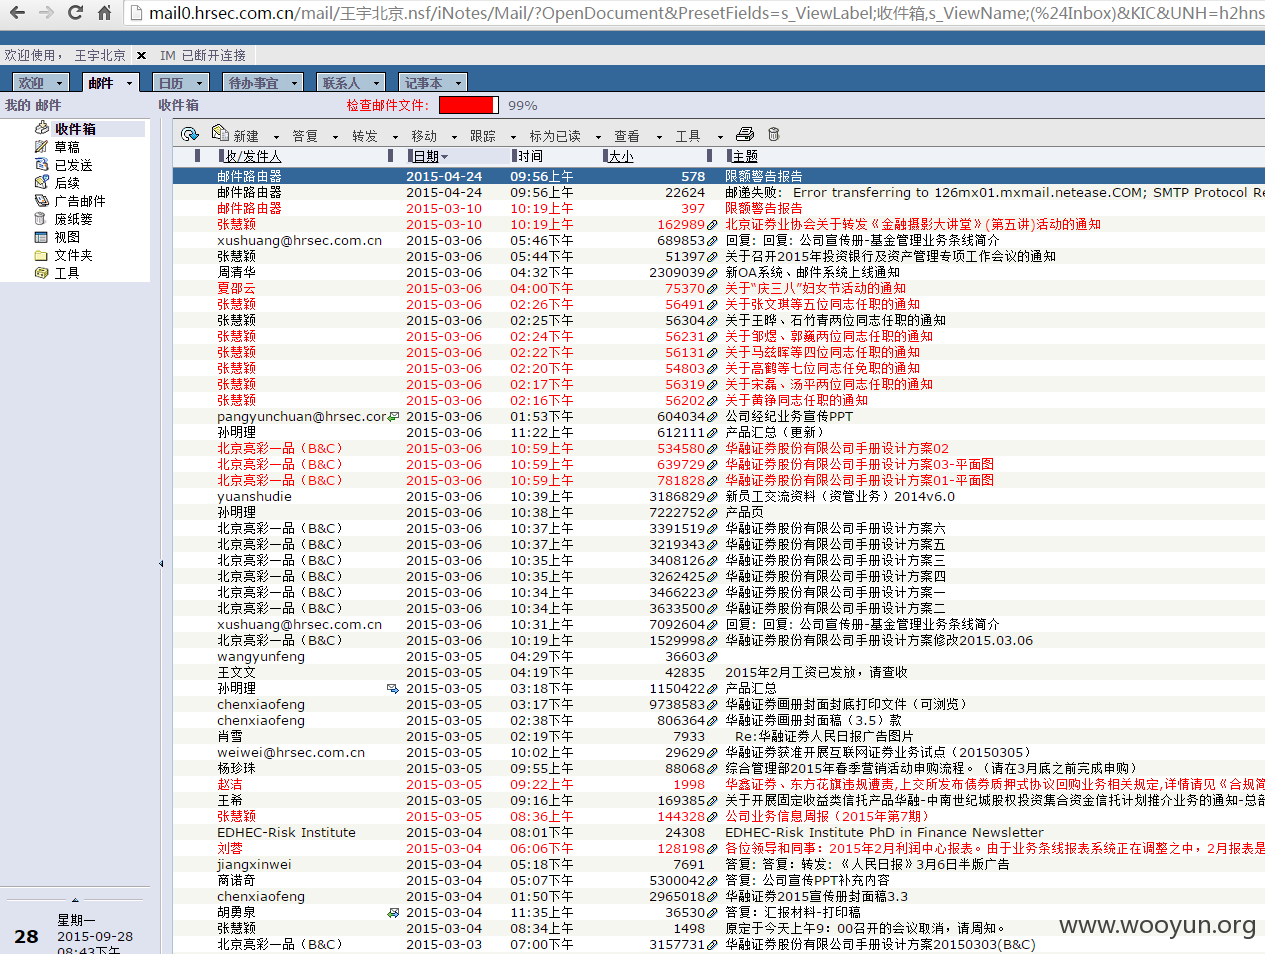 mail0.hrsec.com.cn/mail/王宇北京.nsf/iNotes/Mail/?OpenDocument&PresetFields=s_ViewLabel;收件箱,s_ViewName;(%24Inbox)&KIC&UNH=h2hns
欢迎使用， 王宇北京 IM 已断开连接
欢迎 邮件 日历 待办事宜 联系人 记事本
我的 邮件 收件箱 检查邮件文件: 99%
收件箱
草稿
已发送
后续
广告邮件
废纸篓
视图
文件夹
工具
新建 答复 转发 移动 跟踪 标为已读 查看 工具
收/发件人 日期 时间 大小 主题
邮件路由器 2015-04-24 09:56上午 578 限额警告报告
邮件路由器 2015-04-24 09:56上午 22624 邮递失败: Error transferring to 126mx01.mxmail.netease.COM; SMTP Protocol Re
邮件路由器 2015-03-10 10:19上午 397 限额警告报告
张慧颖 2015-03-10 10:19上午 162989 北京证券业协会关于转发《金融摄影大讲堂》(第五讲)活动的通知
xushuang@hrsec.com.cn 2015-03-06 05:46下午 689853 回复: 回复: 公司宣传册-基金管理业务条线简介
张慧颖 2015-03-06 05:44下午 51397 关于召开2015年投资银行及资产管理专项工作会议的通知
周清华 2015-03-06 04:32下午 2309039 新OA系统、邮件系统上线通知
夏邵云 2015-03-06 04:00下午 75370 关于“庆三八”妇女节活动的通知
张慧颖 2015-03-06 02:26下午 56491 关于张文琪等五位同志任职的通知
张慧颖 2015-03-06 02:25下午 56304 关于王晔、石竹青两位同志任职的通知
张慧颖 2015-03-06 02:24下午 56231 关于邹煜、郭巍两位同志任职的通知
张慧颖 2015-03-06 02:22下午 56131 关于马兹晖等四位同志任职的通知
张慧颖 2015-03-06 02:20下午 54803 关于高鹤等七位同志任免职的通知
张慧颖 2015-03-06 02:17下午 56319 关于宋磊、汤平两位同志任职的通知
张慧颖 2015-03-06 02:16下午 56202 关于黄铮同志任职的通知
pangyunchuan@hrsec.cor 2015-03-06 01:53下午 604034 公司经纪业务宣传PPT
孙明理 2015-03-06 11:22上午 612111 产品汇总（更新）
北京亮彩一品（B&C） 2015-03-06 10:59上午 534580 华融证券股份有限公司手册设计方案02
北京亮彩一品（B&C） 2015-03-06 10:59上午 639729 华融证券股份有限公司手册设计方案03-平面图
北京亮彩一品（B&C） 2015-03-06 10:59上午 781828 华融证券股份有限公司手册设计方案01-平面图
yuanshudie 2015-03-06 10:39上午 3186829 新员工交流资料（资管业务）2014v6.0
孙明理 2015-03-06 10:38上午 7222752 产品页
北京亮彩一品（B&C） 2015-03-06 10:37上午 3391519 华融证券股份有限公司手册设计方案六
北京亮彩一品（B&C） 2015-03-06 10:37上午 3219343 华融证券股份有限公司手册设计方案五
北京亮彩一品（B&C） 2015-03-06 10:35上午 3408126 华融证券股份有限公司手册设计方案三
北京亮彩一品（B&C） 2015-03-06 10:35上午 3262425 华融证券股份有限公司手册设计方案四
北京亮彩一品（B&C） 2015-03-06 10:34上午 3466223 华融证券股份有限公司手册设计方案一
北京亮彩一品（B&C） 2015-03-06 10:34上午 3633500 华融证券股份有限公司手册设计方案二
xushuang@hrsec.com.cn 2015-03-06 10:31上午 7092604 回复: 回复: 公司宣传册-基金管理业务条线简介
北京亮彩一品（B&C） 2015-03-06 10:19上午 1529998 华融证券股份有限公司手册设计方案修改2015.03.06
wangyunfeng 2015-03-05 04:29下午 36603
王文文 2015-03-05 04:19下午 42835 2015年2月工资已发放，请查收
孙明理 2015-03-05 03:18下午 1150422 产品汇总
chenxiaofeng 2015-03-05 03:17下午 9738583 华融证券画册封面封底打印文件（可浏览）
chenxiaofeng 2015-03-05 02:38下午 806364 华融证券画册封面稿（3.5）款
肖雪 2015-03-05 02:19下午 7933 Re:华融证券人民日报广告图片
weiwei@hrsec.com.cn 2015-03-05 10:02上午 29629 华融证券获准开展互联网证券业务试点（20150305）
杨珍珠 2015-03-05 09:55上午 88068 综合管理部2015年春季营销活动申购流程。（请在3月底之前完成申购）
赵洁 2015-03-05 09:22上午 1998 华鑫证券、东方花旗违规遭责,上交所发布债券质押式协议回购业务相关规定,详情请见《合规简
王希 2015-03-05 09:16上午 169385 关于开展固定收益类信托产品华融-中南世纪城股权投资集合资金信托计划推介业务的通知-总部
张慧颖 2015-03-05 08:36上午 144328 公司业务信息周报（2015年第7期）
EDHEC-Risk Institute 2015-03-04 08:01下午 24308 EDHEC-Risk Institute PhD in Finance Newsletter
刘蓉 2015-03-04 06:06下午 128198 各位领导和同事: 2015年2月利润中心报表。由于业务条线报表系统正在调整之中，2月报表是
jiangxinwei 2015-03-04 05:18下午 7691 答复: 答复: 转发: 《人民日报》3月6日半版广告
商诺奇 2015-03-04 05:07下午 5300042 答复: 公司宣传PPT补充内容
chenxiaofeng 2015-03-04 01:50下午 2965018 华融证券2015宣传册封面稿3.3
胡勇泉 2015-03-04 11:35上午 36530 答复: 汇报材料-打印稿
张慧颖 2015-03-04 08:34上午 1498 原定于今天上午9：00召开的会议取消，请周知。
北京亮彩一品（B&C） 2015-03-03 07:00下午 3157731 华融证券股份有限公司手册设计方案20150303(B&C)
28
星期一
2015-09-28
08:43下午
www.wooyun.org